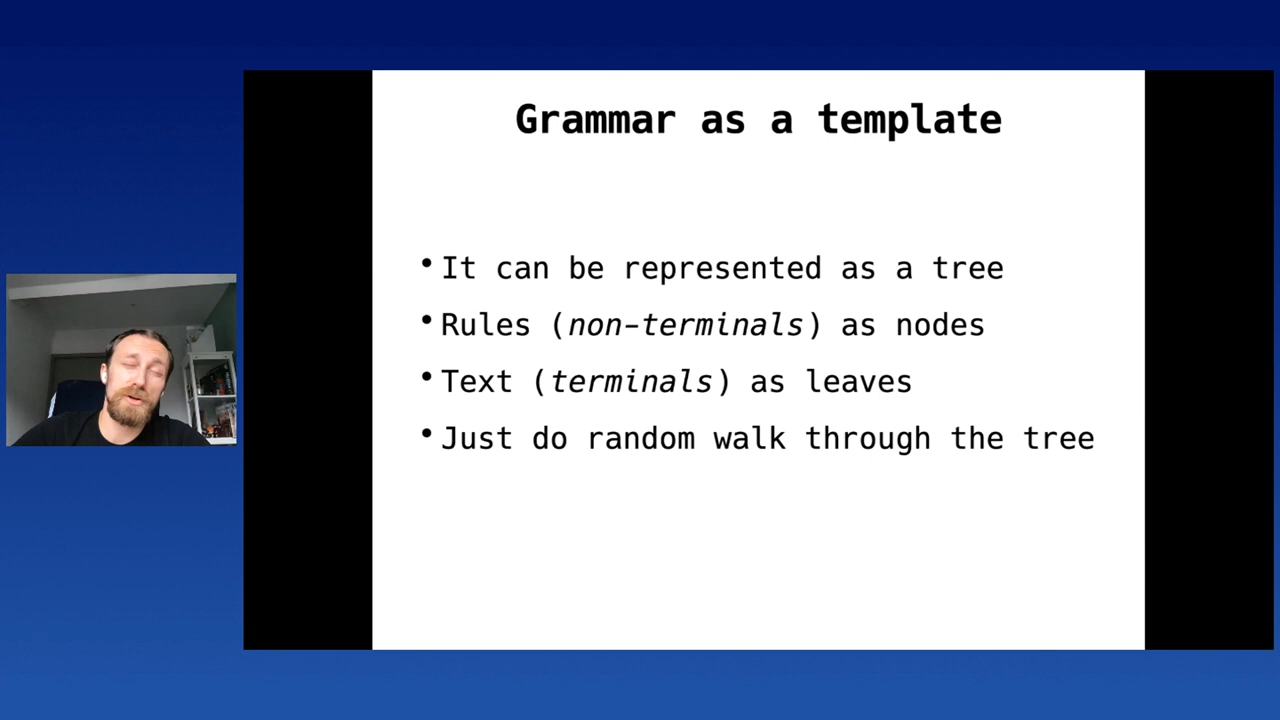 Grammar as a template
• It can be represented as a tree
• Rules (non-terminals) as nodes
• Text (terminals) as leaves
• Just do random walk through the tree